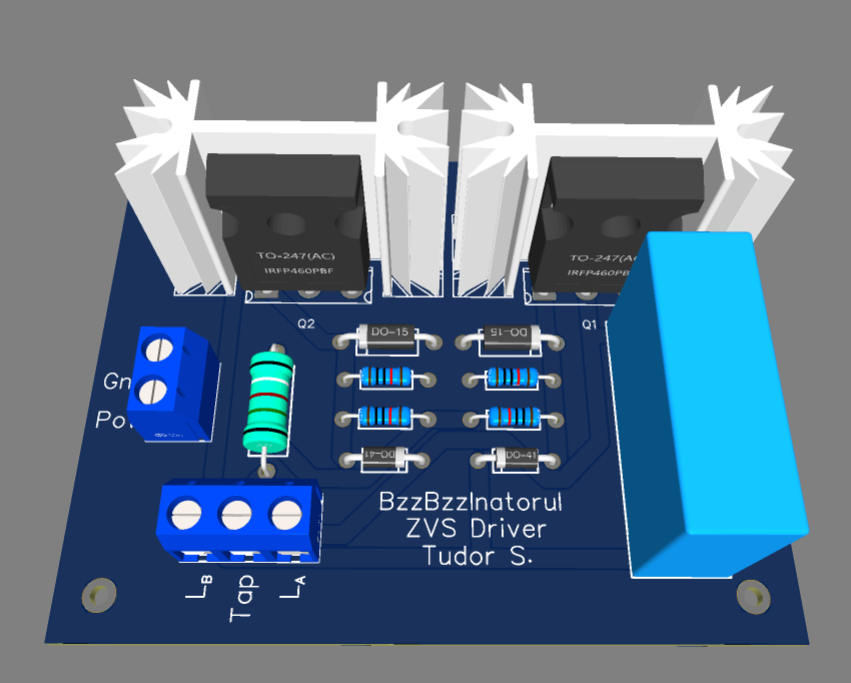 TO-247(AC)
IRFP460PBF
TO-247(A
IRFP460PB
Q2
Q1
DO-15
DO-15
Gn
Po
DO-41
DO-41
BzzBzzInatorul
ZVS Driver
Tudor S.
LB
Tap
LA